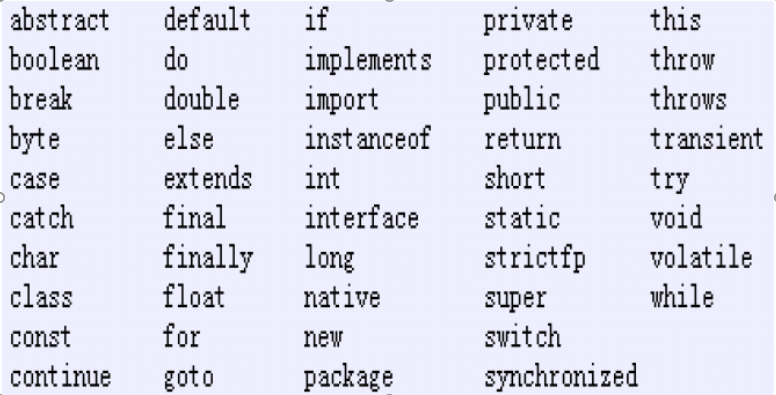 abstract default if private this
boolean do implements protected throw
break double import public throws
byte else instanceof return transient
case extends int short try
catch final interface static void
char finally long strictfp volatile
class float native super while
const for new switch
continue goto package synchronized